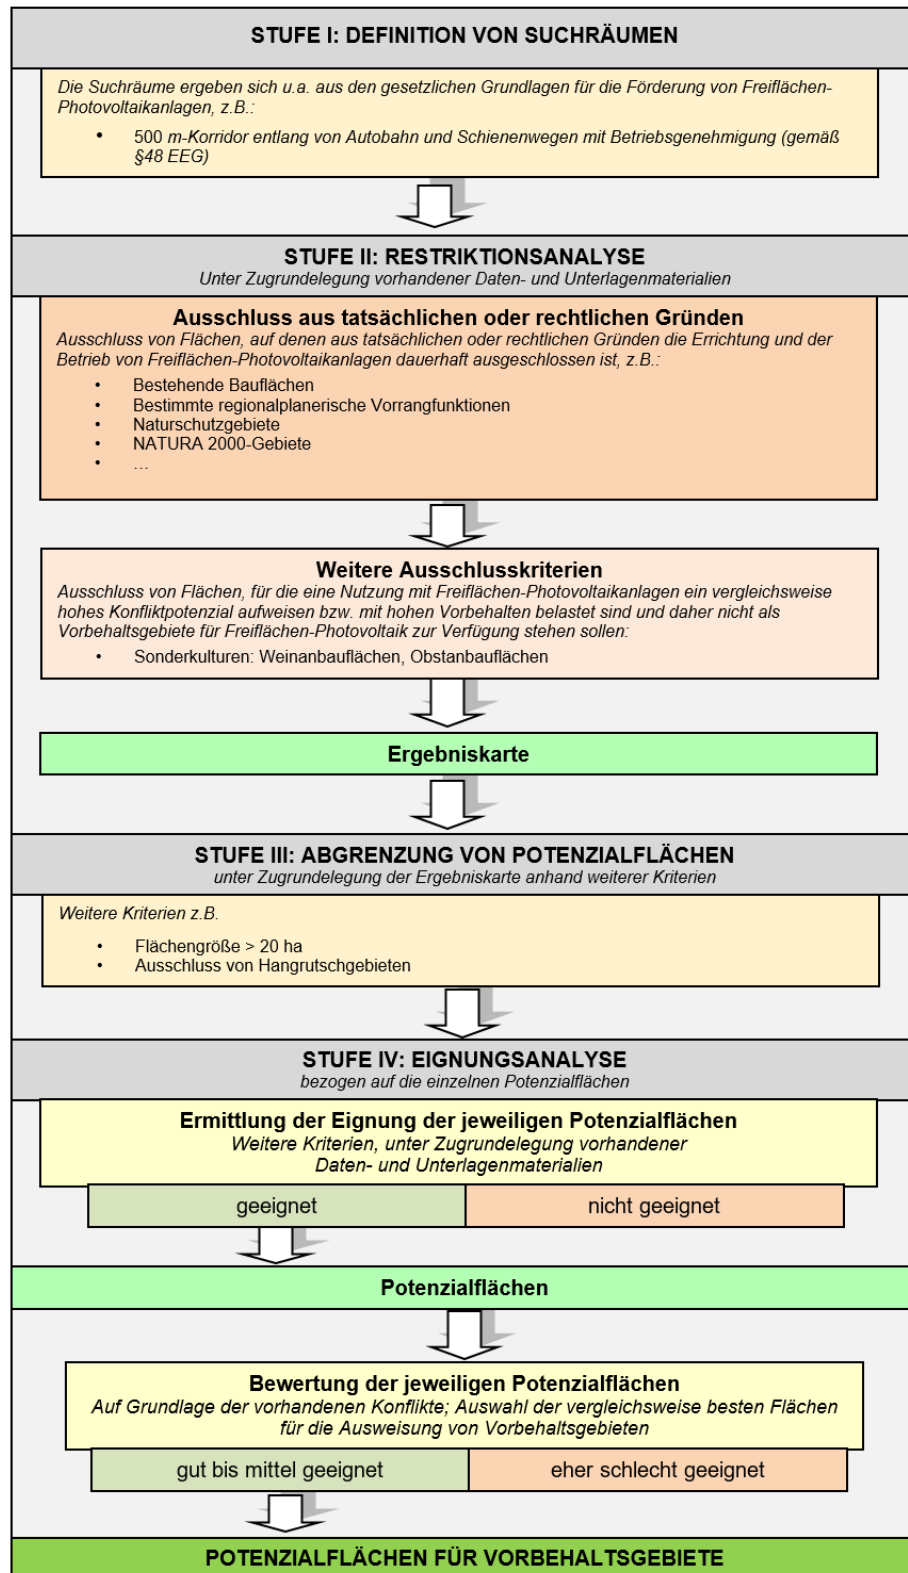 STUFE I: DEFINITION VON SUCHRÄUMEN
Die Suchräume ergeben sich u.a. aus den gesetzlichen Grundlagen für die Förderung von Freiflächen-
Photovoltaikanlagen, z.B.:
• 500 m-Korridor entlang von Autobahn und Schienenwegen mit Betriebsgenehmigung (gemäß
§48 EEG)
STUFE II: RESTRIKTIONSANALYSE
Unter Zugrundelegung vorhandener Daten- und Unterlagenmaterialien
Ausschluss aus tatsächlichen oder rechtlichen Gründen
Ausschluss von Flächen, auf denen aus tatsächlichen oder rechtlichen Gründen die Errichtung und der
Betrieb von Freiflächen-Photovoltaikanlagen dauerhaft ausgeschlossen ist, z.B.:
• Bestehende Bauflächen
• Bestimmte regionalplanerische Vorrangfunktionen
• Naturschutzgebiete
• NATURA 2000-Gebiete
• …
Weitere Ausschlusskriterien
Ausschluss von Flächen, für die eine Nutzung mit Freiflächen-Photovoltaikanlagen ein vergleichsweise
hohes Konfliktpotenzial aufweisen bzw. mit hohen Vorbehalten belastet sind und daher nicht als
Vorbehaltsgebiete für Freiflächen-Photovoltaik zur Verfügung stehen sollen:
• Sonderkulturen: Weinanbauflächen, Obstanbauflächen
Ergebniskarte
STUFE III: ABGRENZUNG VON POTENZIALFLÄCHEN
unter Zugrundelegung der Ergebniskarte anhand weiterer Kriterien
Weitere Kriterien z.B.
• Flächengröße > 20 ha
• Ausschluss von Hangrutschgebieten
STUFE IV: EIGNUNGSANALYSE
bezogen auf die einzelnen Potenzialflächen
Ermittlung der Eignung der jeweiligen Potenzialflächen
Weitere Kriterien, unter Zugrundelegung vorhandener
Daten- und Unterlagenmaterialien
geeignet
nicht geeignet
Potenzialflächen
Bewertung der jeweiligen Potenzialflächen
Auf Grundlage der vorhandenen Konflikte; Auswahl der vergleichsweise besten Flächen
für die Ausweisung von Vorbehaltsgebieten
gut bis mittel geeignet
eher schlecht geeignet
POTENZIALFLÄCHEN FÜR VORBEHALTSGEBIETE